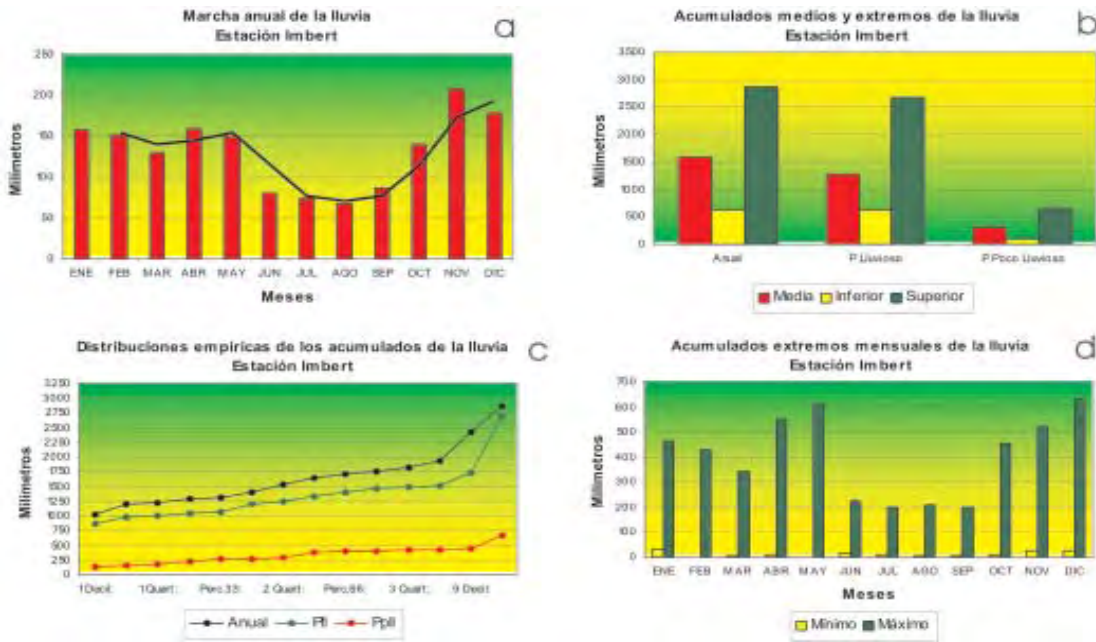 Marcha anual de la lluvia
Estación Imbert
a
Milímetros
250
200
150
100
50
0
ENE FEB MAR ABR MAY JUN JUL AGO SEP OCT NOV DIC
Meses
Acumulados medios y extremos de la lluvia
Estación Imbert
b
Milímetros
3500
3000
2500
2000
1500
1000
500
0
Anual P Lluvioso P Poco Lluvioso
Media Inferior Superior
Distribuciones empiricas de los acumulados de la lluvia
Estación Imbert
c
Milímetros
3250
3000
2750
2500
2250
2000
1750
1500
1250
1000
750
500
250
0
1Decil: 1Quart: Perc,33: 2 Quart: Perc,66: 3 Quart: 9 Decil:
Anual Pll Ppll
Acumulados extremos mensuales de la lluvia
Estación Imbert
d
Milímetros
700
600
500
400
300
200
100
0
ENE FEB MAR ABR MAY JUN JUL AGO SEP OCT NOV DIC
Meses
Mínimo Máximo